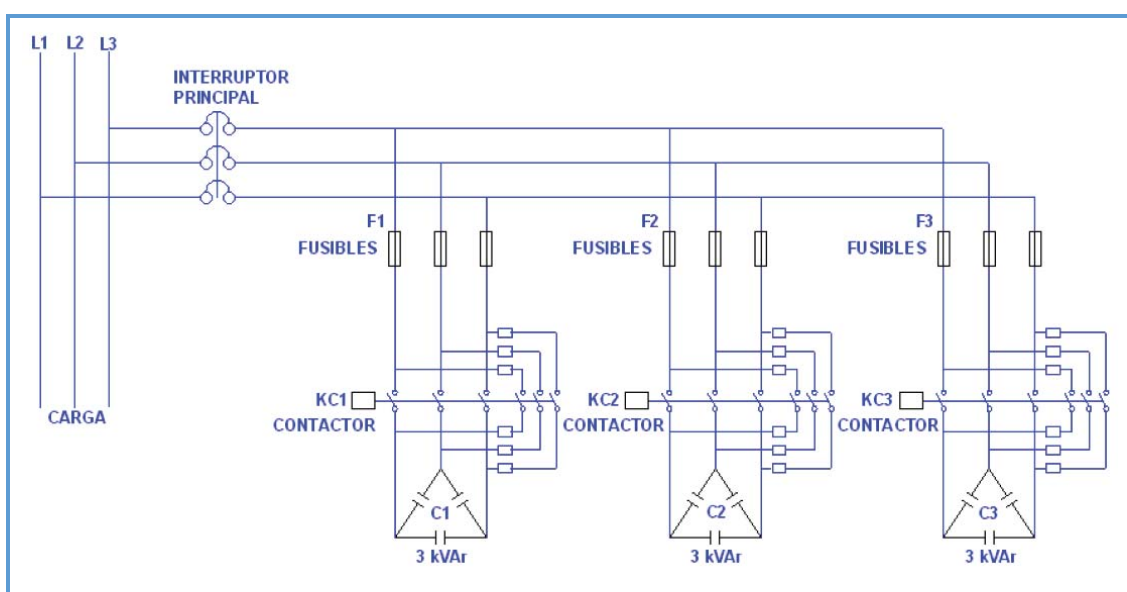 L1 L2 L3
INTERRUPTOR
PRINCIPAL
F1
FUSIBLES
F2
FUSIBLES
F3
FUSIBLES
KC1
CONTACTOR
KC2
CONTACTOR
KC3
CONTACTOR
CARGA
C1
3 kVAr
C2
3 kVAr
C3
3 kVAr